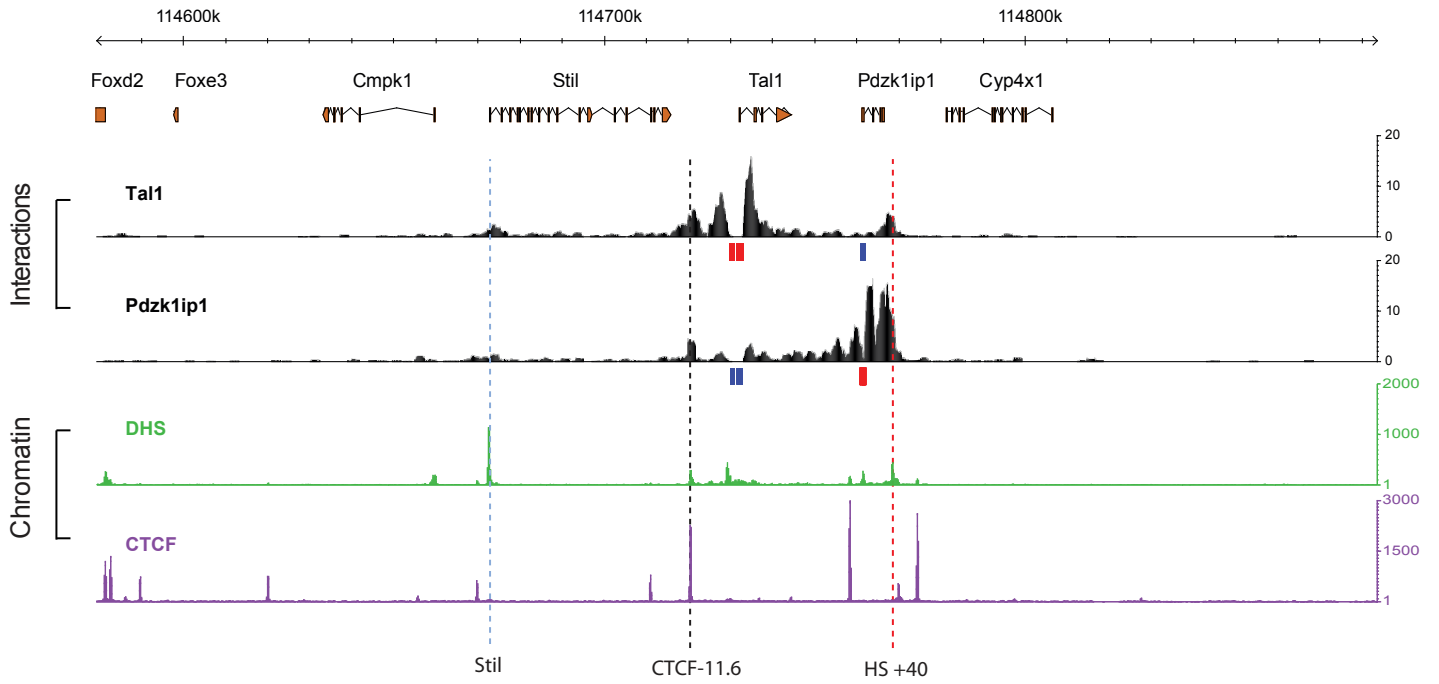 114600k 114700k 114800k
Foxd2 Foxe3 Cmpk1 Stil Tal1 Pdzk1ip1 Cyp4x1
20
10
0
Tal1
Interactions
20
10
0
Pdzk1ip1
2000
1000
1
DHS
Chromatin
3000
1500
1
CTCF
Stil CTCF-11.6 HS +40